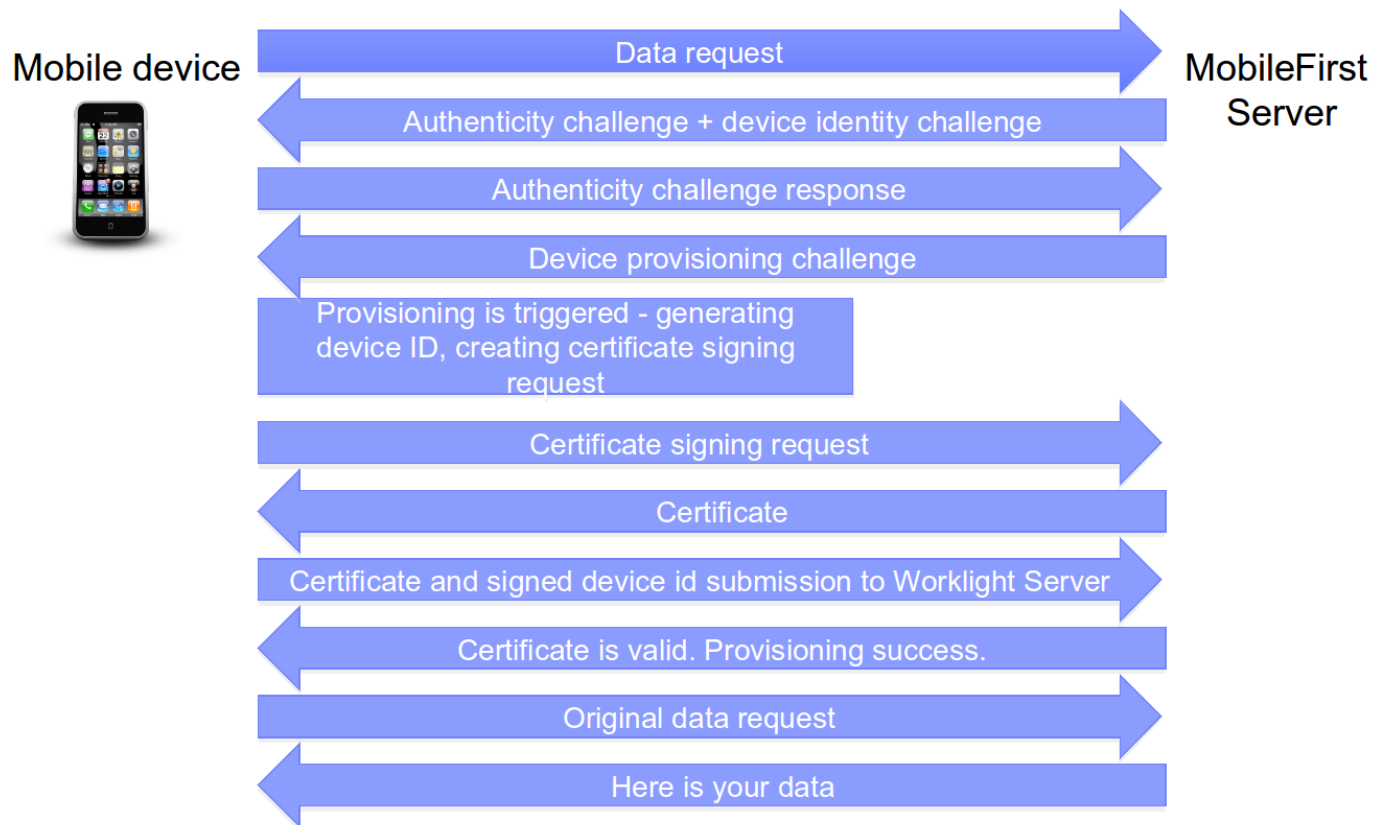 Data request
Mobile device
MobileFirst
Server
Authenticity challenge + device identity challenge
Authenticity challenge response
Device provisioning challenge
Provisioning is triggered - generating
device ID, creating certificate signing
request
Certificate signing request
Certificate
Certificate and signed device id submission to Worklight Server
Certificate is valid. Provisioning success.
Original data request
Here is your data